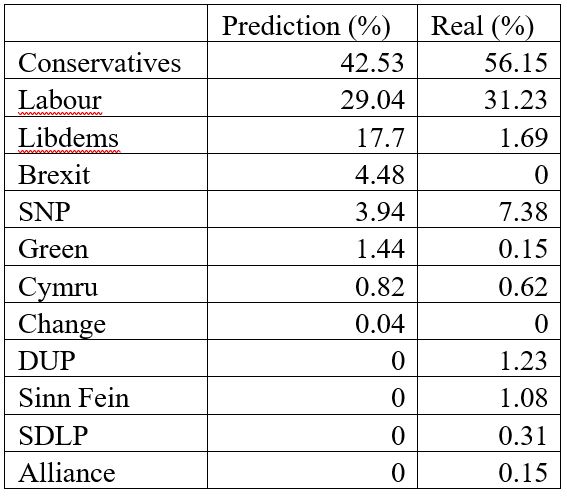 Prediction (%) Real (%)
Conservatives 42.53 56.15
Labour 29.04 31.23
Libdems 17.7 1.69
Brexit 4.48 0
SNP 3.94 7.38
Green 1.44 0.15
Cymru 0.82 0.62
Change 0.04 0
DUP 0 1.23
Sinn Fein 0 1.08
SDLP 0 0.31
Alliance 0 0.15